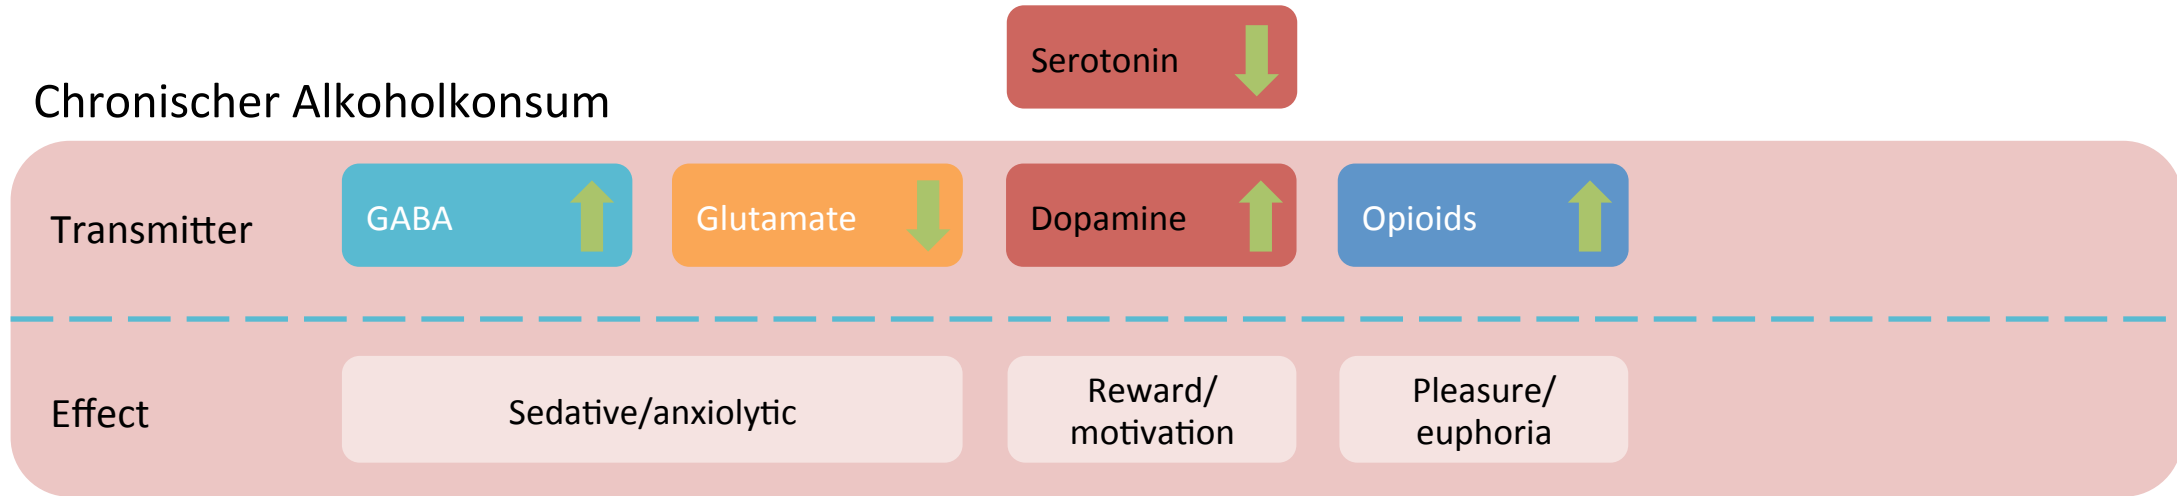 Serotonin
Chronischer Alkoholkonsum
Transmitter
GABA
Glutamate
Dopamine
Opioids
Effect
Sedative/anxiolytic
Reward/
motivation
Pleasure/
euphoria